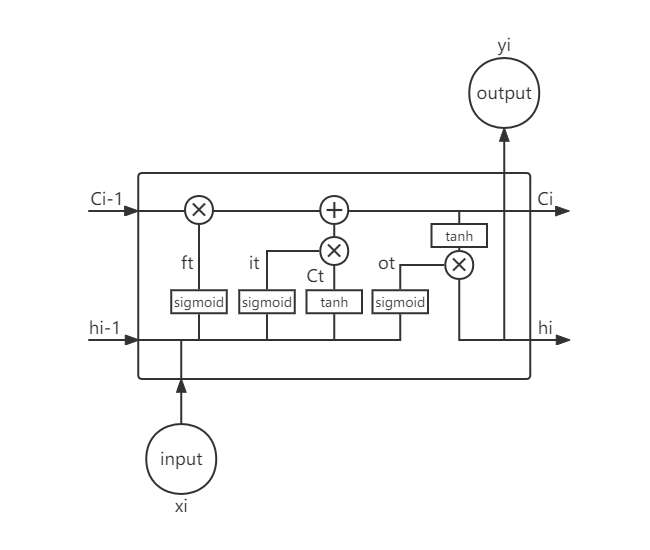 yi
output
Ci-1
Ci
tanh
ft
it
Ct
ot
sigmoid
sigmoid
tanh
sigmoid
hi-1
hi
input
xi